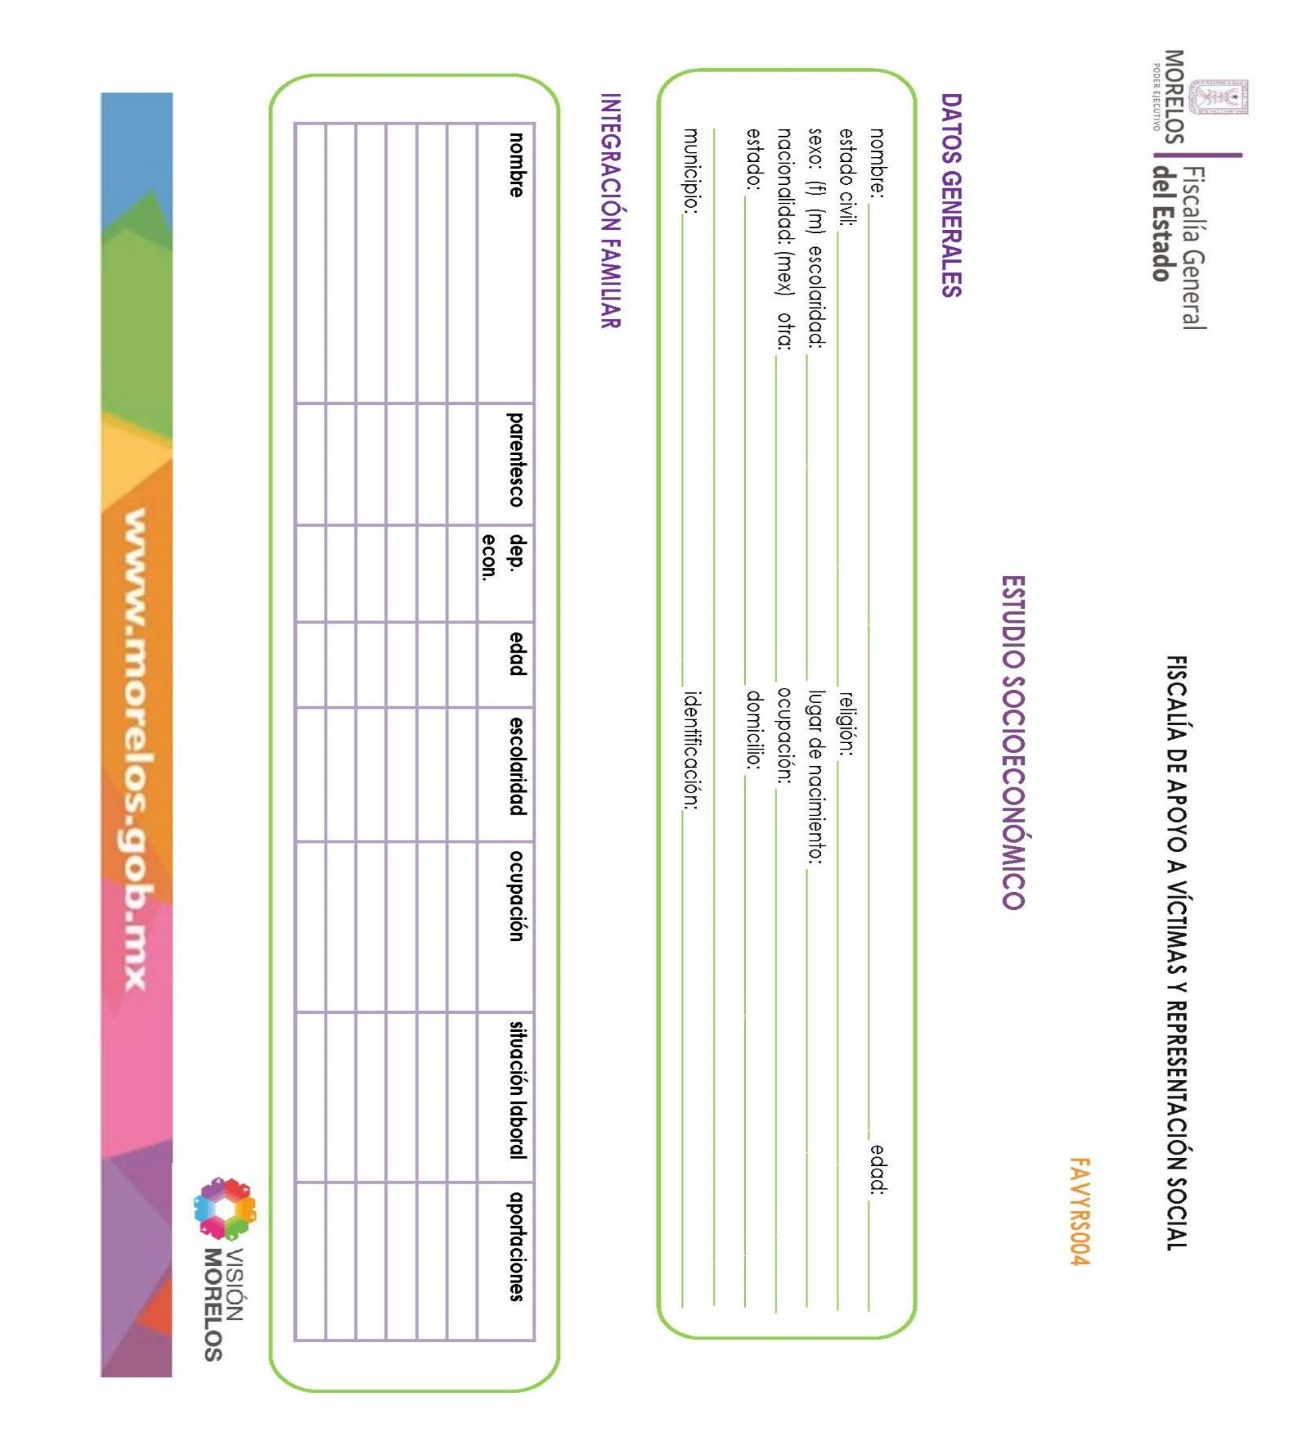 MORELOS
PODER EJECUTIVO
Fiscalía General
del Estado
FISCALÍA DE APOYO A VÍCTIMAS Y REPRESENTACIÓN SOCIAL
FAVYRS004
ESTUDIO SOCIOECONÓMICO
DATOS GENERALES
nombre: edad:
estado civil: religión:
sexo: (f) (m) escolaridad: lugar de nacimiento:
nacionalidad: (mex) otra: ocupación:
estado: domicilio:
municipio: identificación:
INTEGRACIÓN FAMILIAR
nombre parentesco dep. econ. edad escolaridad ocupación situación laboral aportaciones
VISIÓN
MORELOS
www.morelos.gob.mx